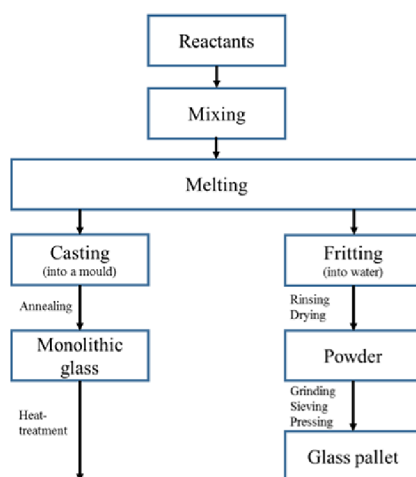 Reactants
Mixing
Melting
Casting
(into a mould)
Fritting
(into water)
Annealing
Rinsing
Drying
Monolithic
glass
Powder
Heat-
treatment
Grinding
Sieving
Pressing
Glass pallet